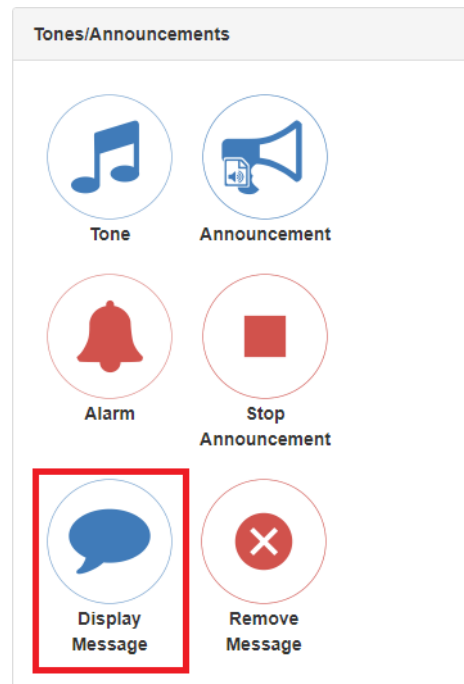 Tones/Announcements
Tone
Announcement
Alarm
Stop
Announcement
Display
Message
Remove
Message